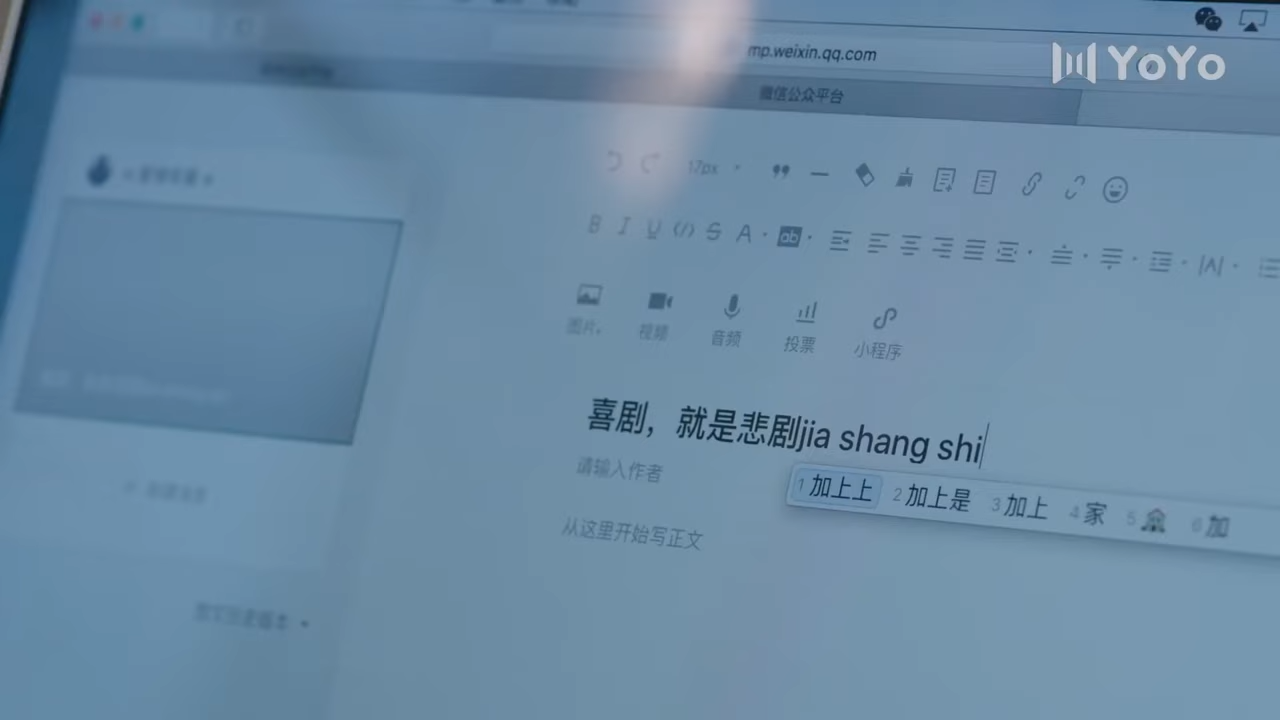 mp.weixin.qq.com
YOYO
微信公众平台
17px
B I U S A ab
图片 视频 音频 投票 小程序
喜剧，就是悲剧jia shang shi
请输入作者
1 加上上 2 加上是 3 加上 4 家 5 6 加
从这里开始写正文